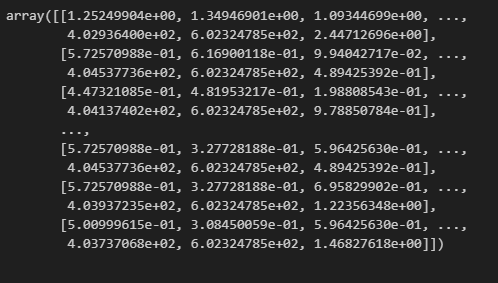 array([[1.25249904e+00, 1.34946901e+00, 1.09344699e+00, ...,
4.02936400e+02, 6.02324785e+02, 2.44712696e+00],
[5.72570988e-01, 6.16900118e-01, 9.94042717e-02, ...,
4.04537736e+02, 6.02324785e+02, 4.89425392e-01],
[4.47321085e-01, 4.81953217e-01, 1.98808543e-01, ...,
4.04137402e+02, 6.02324785e+02, 9.78850784e-01],
...,
[5.72570988e-01, 3.27728188e-01, 5.96425630e-01, ...,
4.04537736e+02, 6.02324785e+02, 4.89425392e-01],
[5.72570988e-01, 3.27728188e-01, 6.95829902e-01, ...,
4.03937235e+02, 6.02324785e+02, 1.22356348e+00],
[5.00999615e-01, 3.08450059e-01, 5.96425630e-01, ...,
4.03737068e+02, 6.02324785e+02, 1.46827618e+00]])